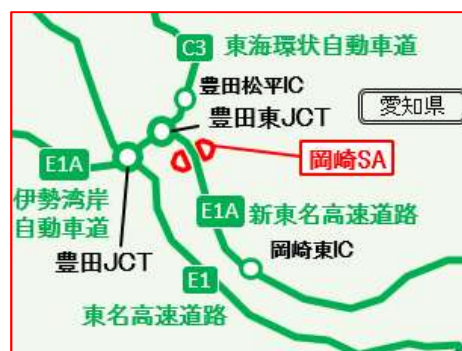 C3 東海環状自動車道
豊田松平IC
愛知県
豊田東JCT
岡崎SA
E1A
伊勢湾岸
自動車道
E1A 新東名高速道路
豊田JCT
岡崎東IC
E1
東名高速道路